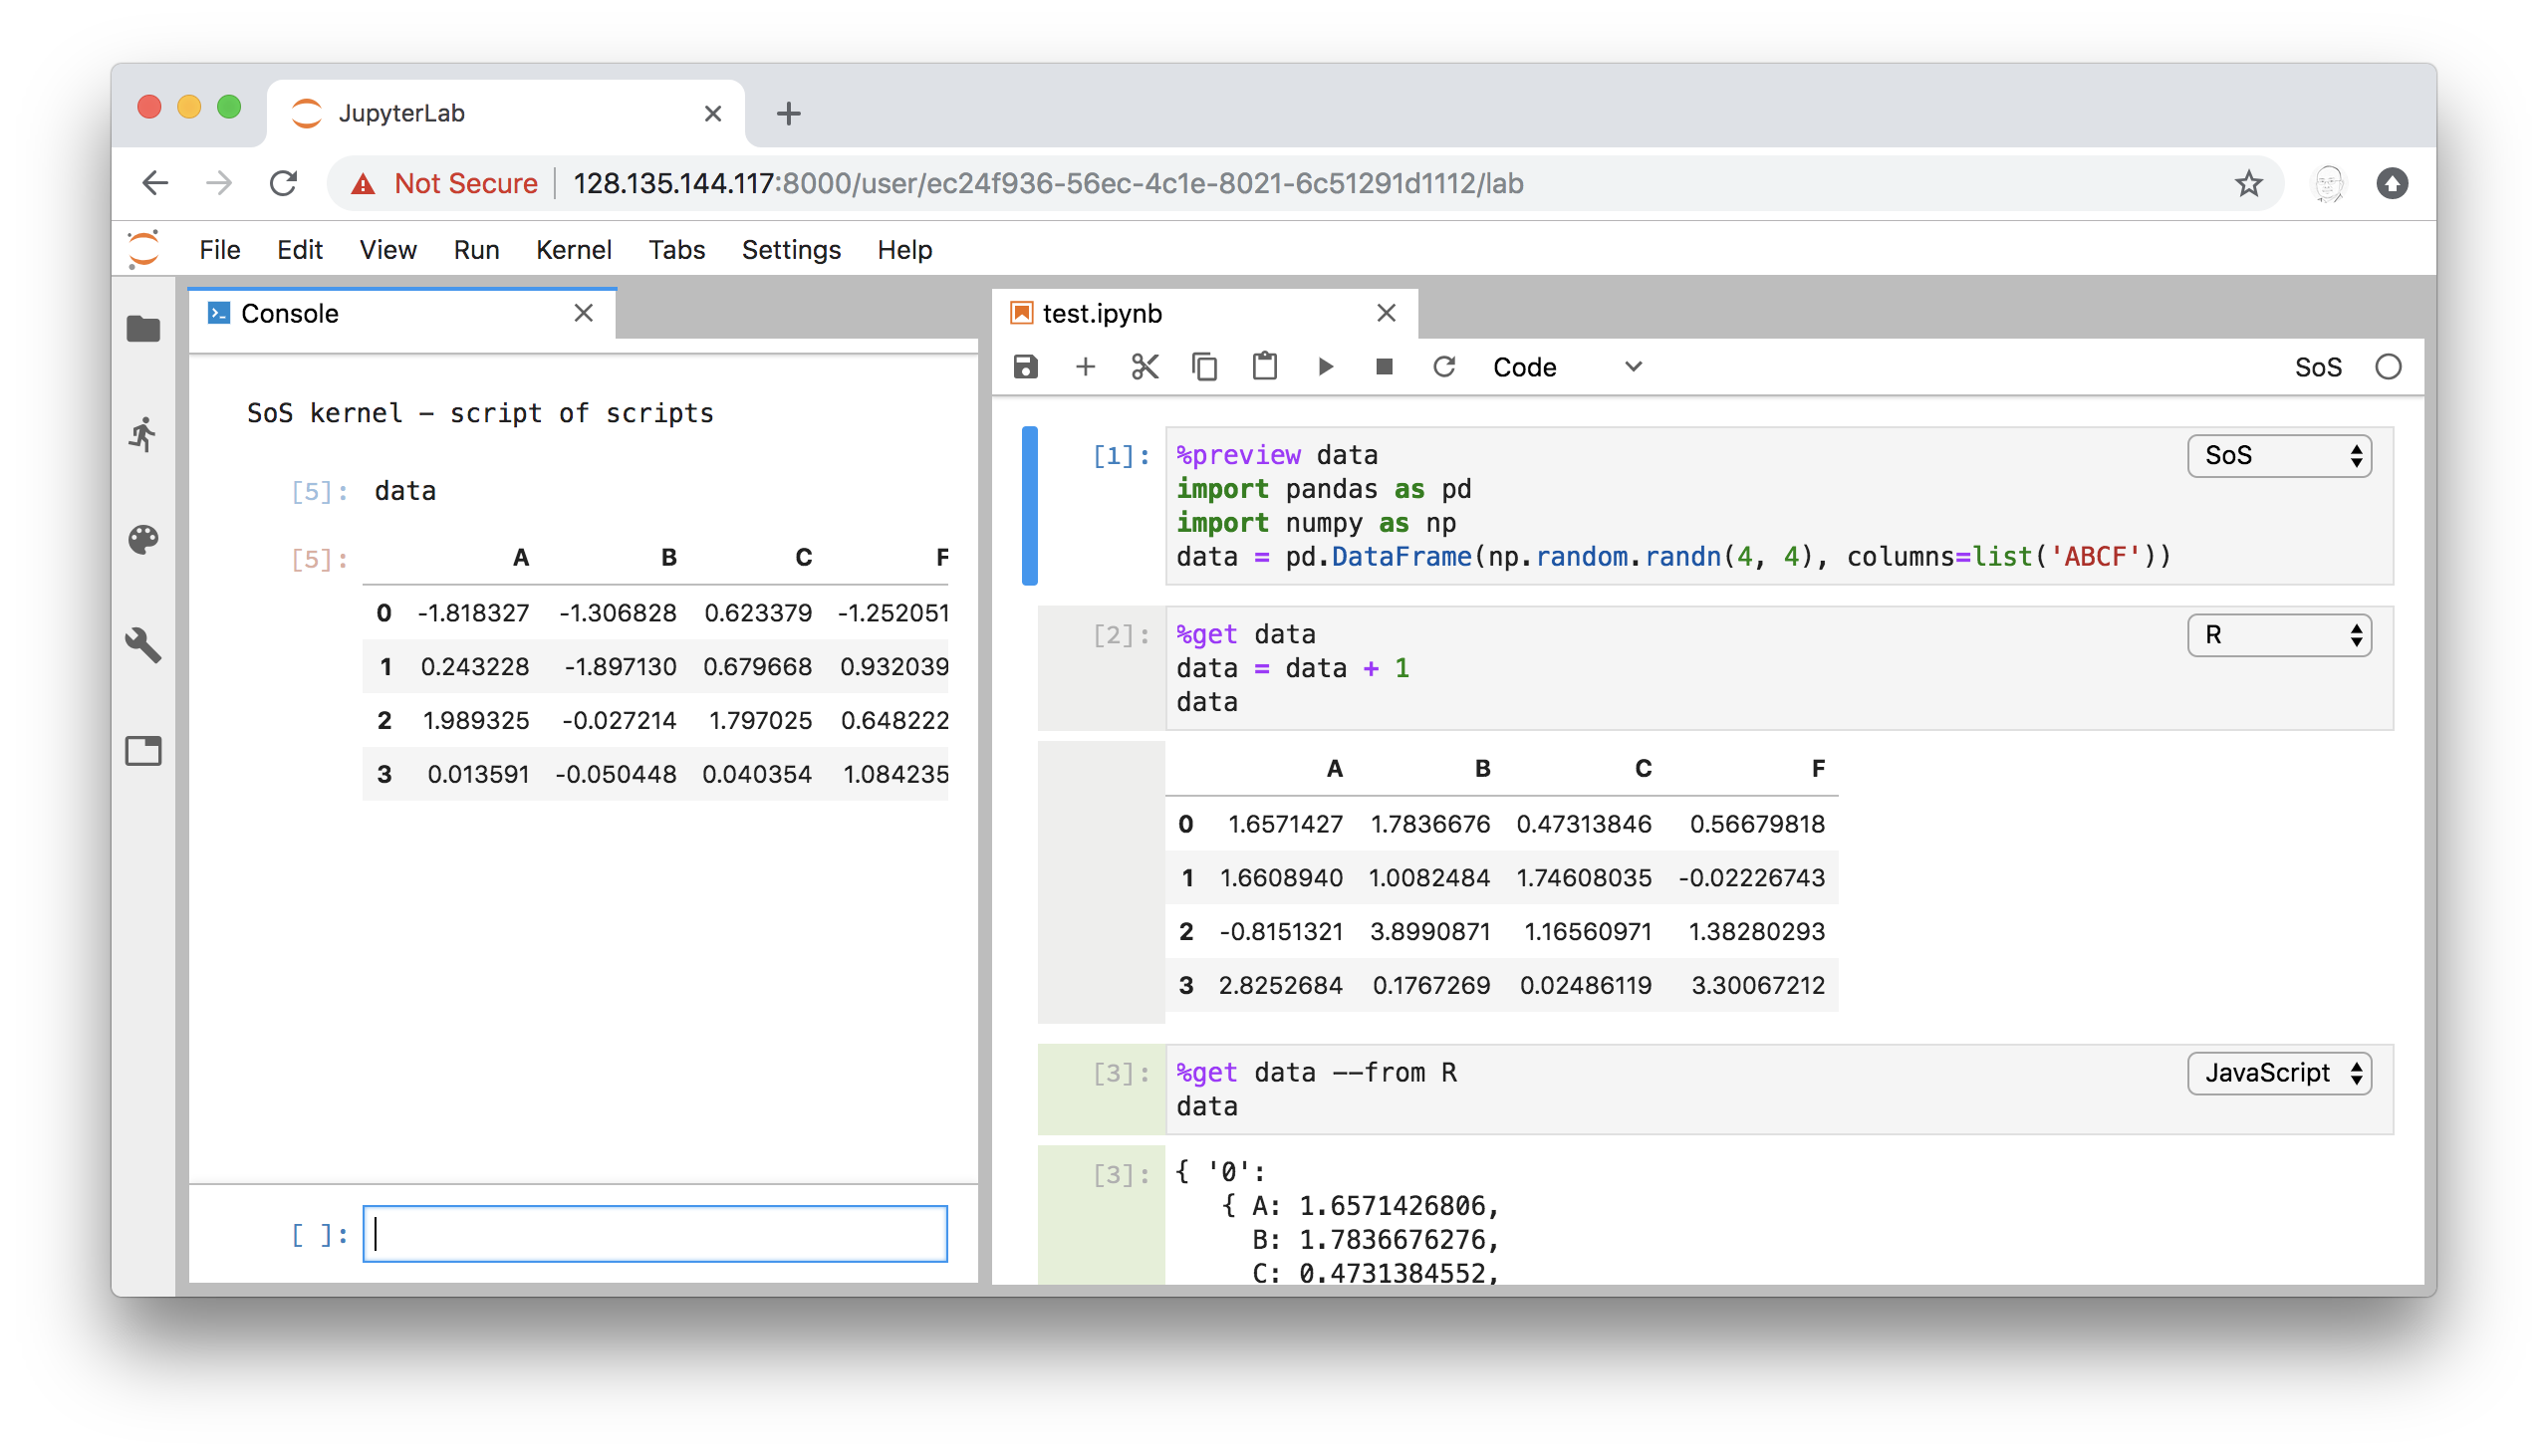 JupyterLab
Not Secure 128.135.144.117:8000/user/ec24f936-56ec-4c1e-8021-6c51291d1112/lab
File Edit View Run Kernel Tabs Settings Help
Console
SoS kernel - script of scripts
[5]: data
[5]: A B C F
0 -1.818327 -1.306828 0.623379 -1.252051
1 0.243228 -1.897130 0.679668 0.932039
2 1.989325 -0.027214 1.797025 0.648222
3 0.013591 -0.050448 0.040354 1.084235
[ ]:
test.ipynb
Code SoS
[1]: %preview data SoS
import pandas as pd
import numpy as np
data = pd.DataFrame(np.random.randn(4, 4), columns=list('ABCF'))
[2]: %get data R
data = data + 1
data
A B C F
0 1.6571427 1.7836676 0.47313846 0.56679818
1 1.6608940 1.0082484 1.74608035 -0.02226743
2 -0.8151321 3.8990871 1.16560971 1.38280293
3 2.8252684 0.1767269 0.02486119 3.30067212
[3]: %get data --from R JavaScript
data
[3]: { '0':
{ A: 1.6571426806,
B: 1.7836676276,
C: 0.4731384552,